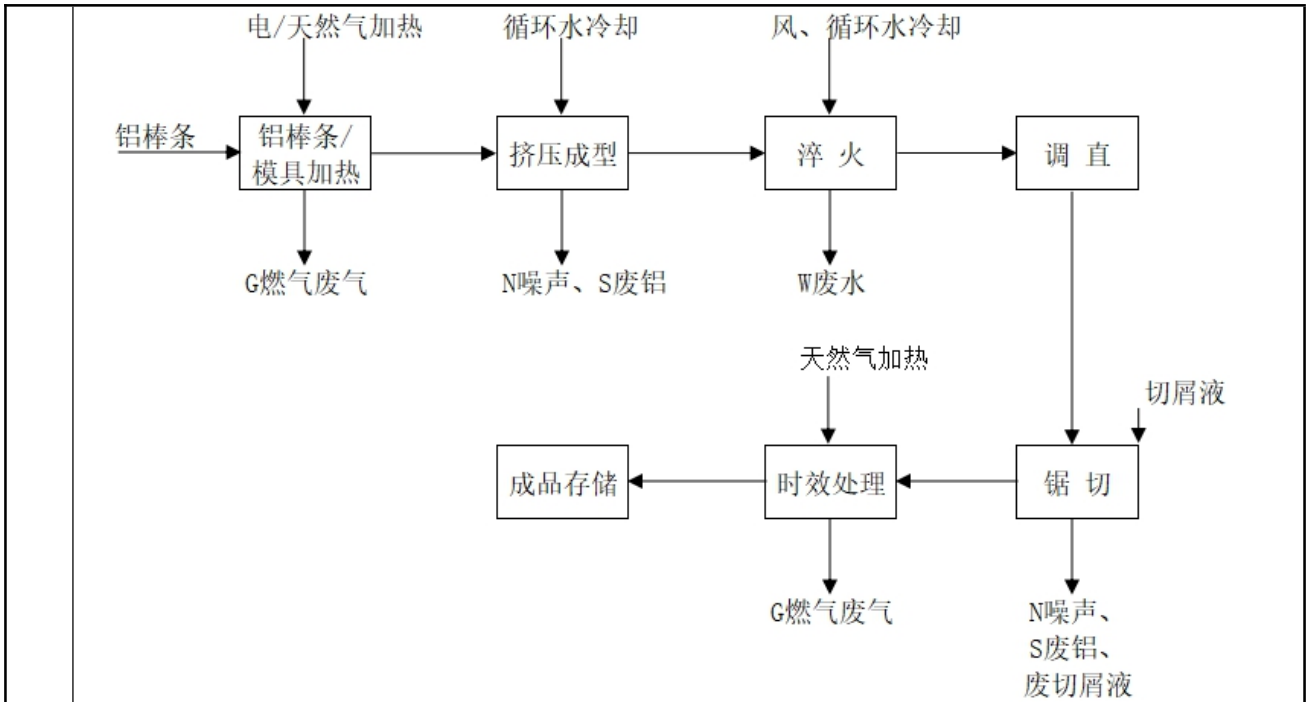 电/天然气加热
循环水冷却
风、循环水冷却
铝棒条
铝棒条/
模具加热
挤压成型
淬 火
调 直
G燃气废气
N噪声、S废铝
W废水
天然气加热
切屑液
成品存储
时效处理
锯 切
G燃气废气
N噪声、
S废铝、
废切屑液